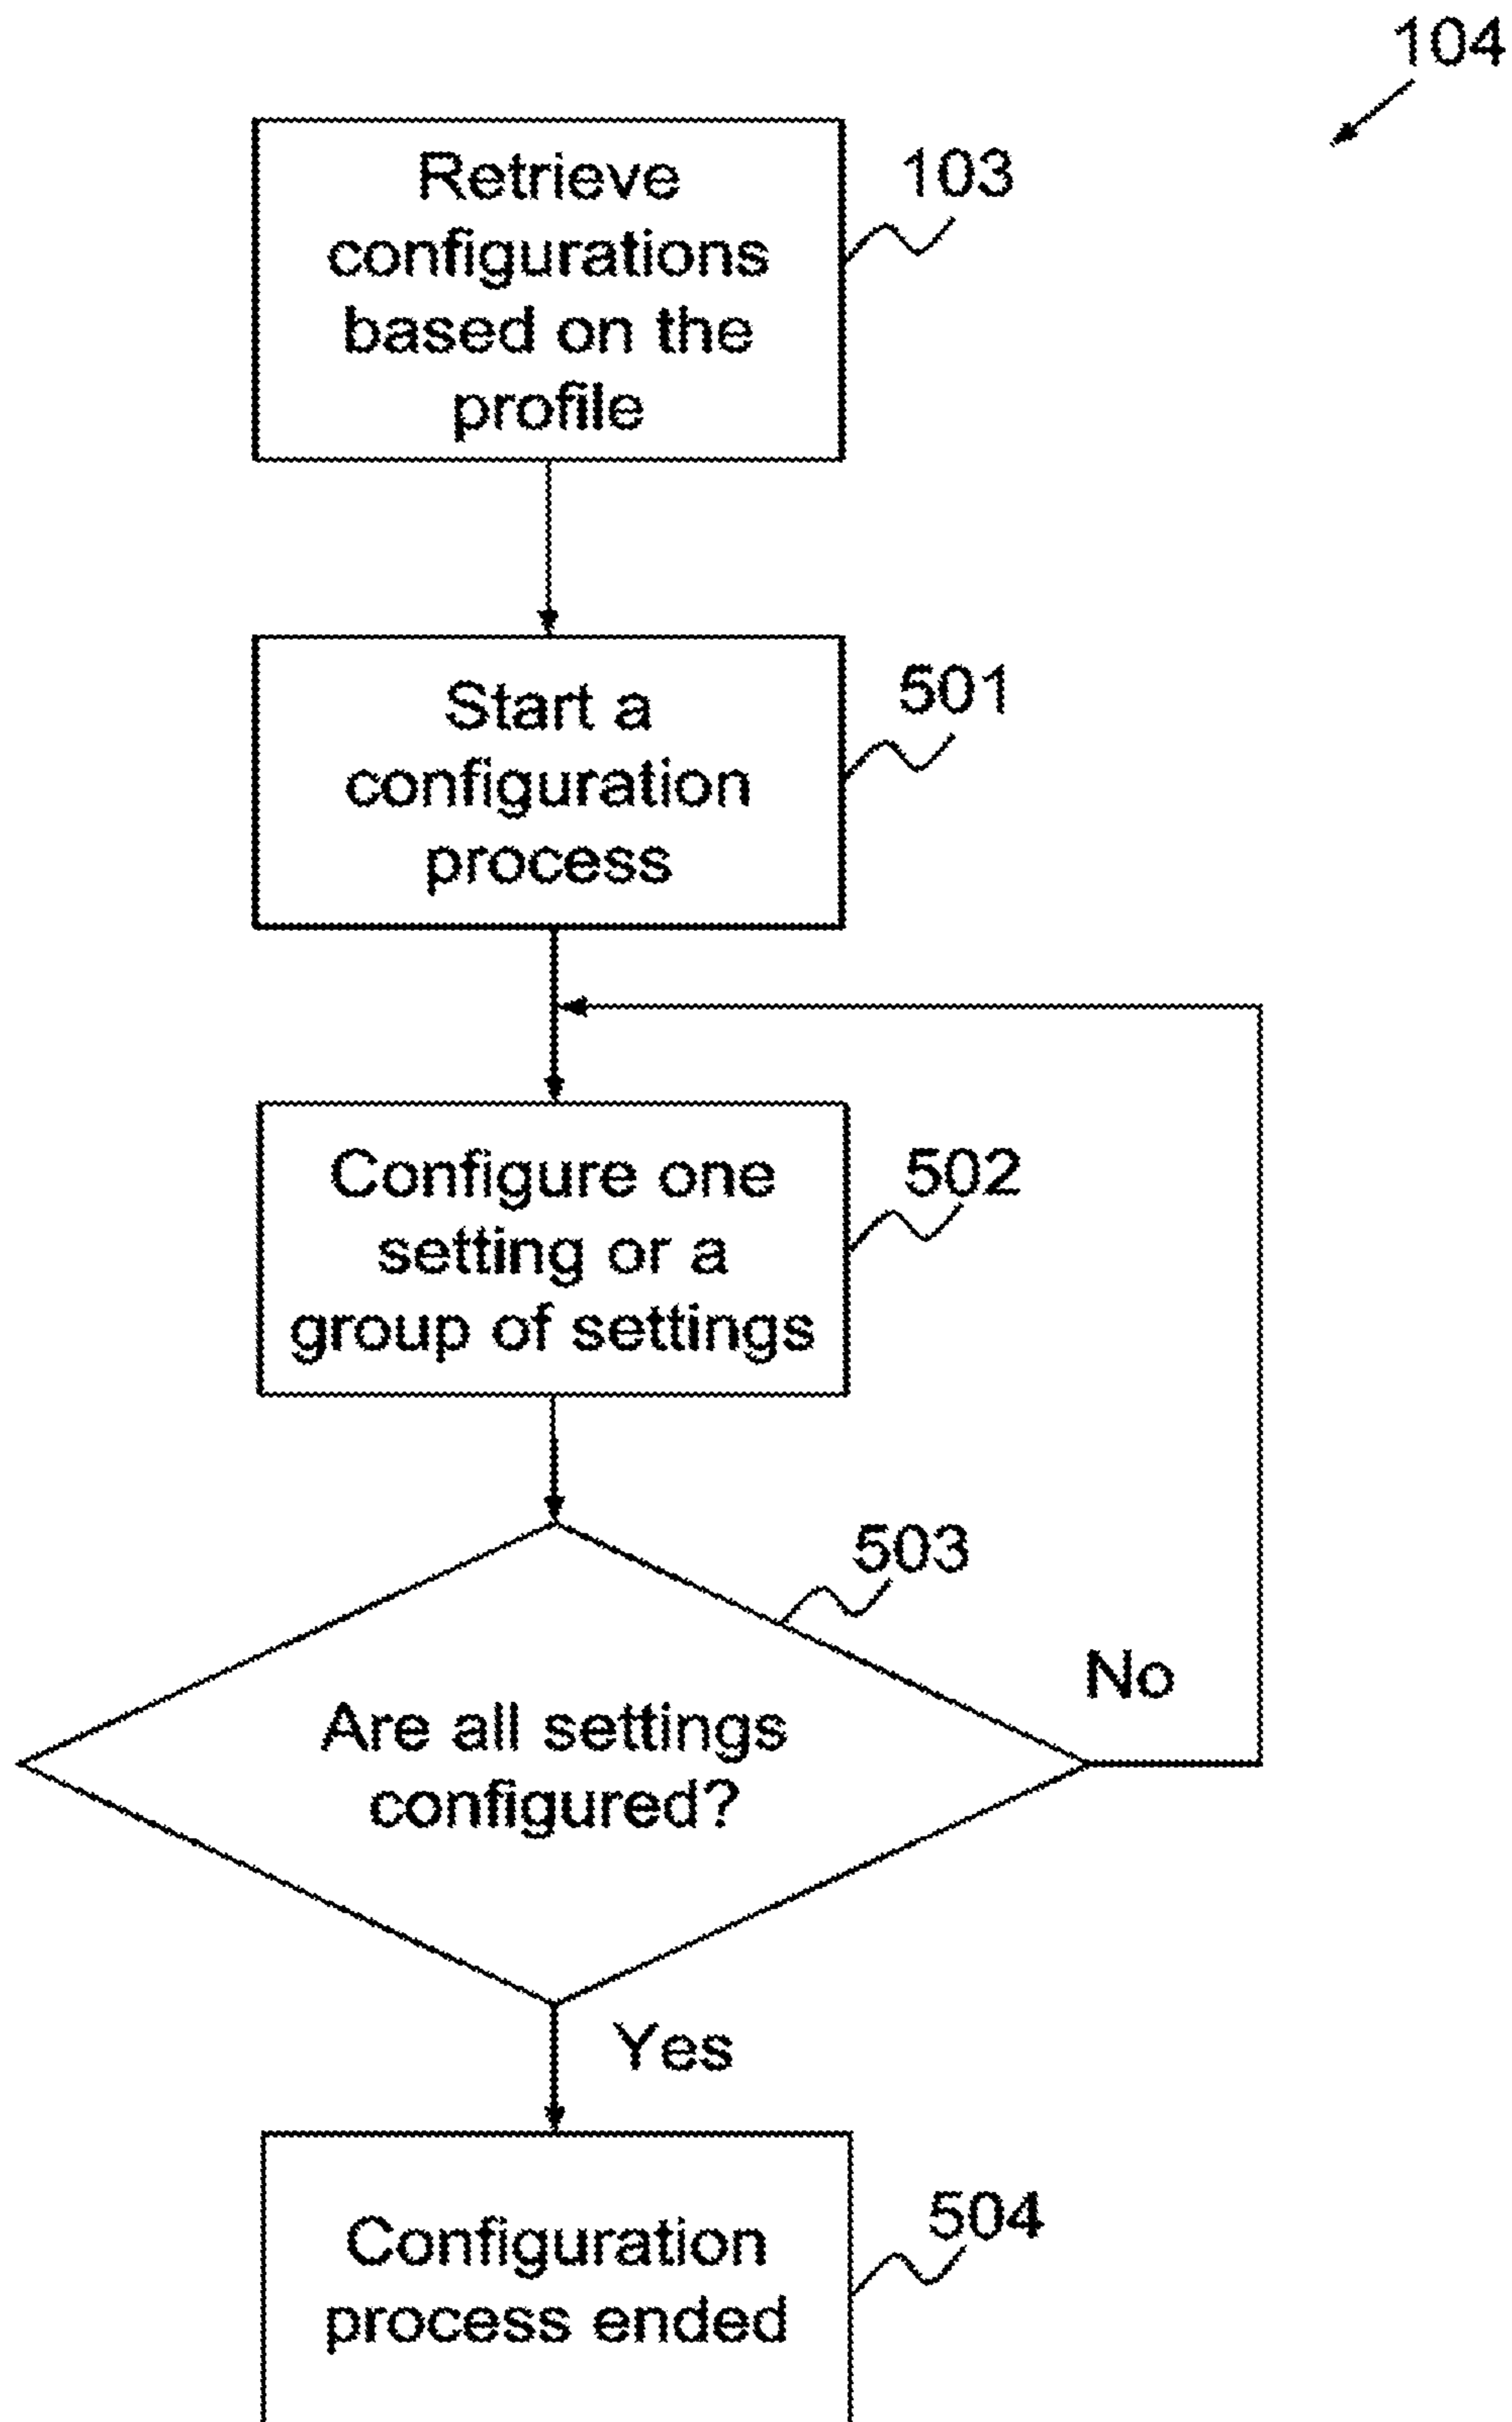 104
Retrieve
configurations
based on the
profile
103
Start a
configuration
process
501
Configure one
setting or a
group of settings
502
503
Are all settings
configured?
No
Yes
Configuration
process ended
504